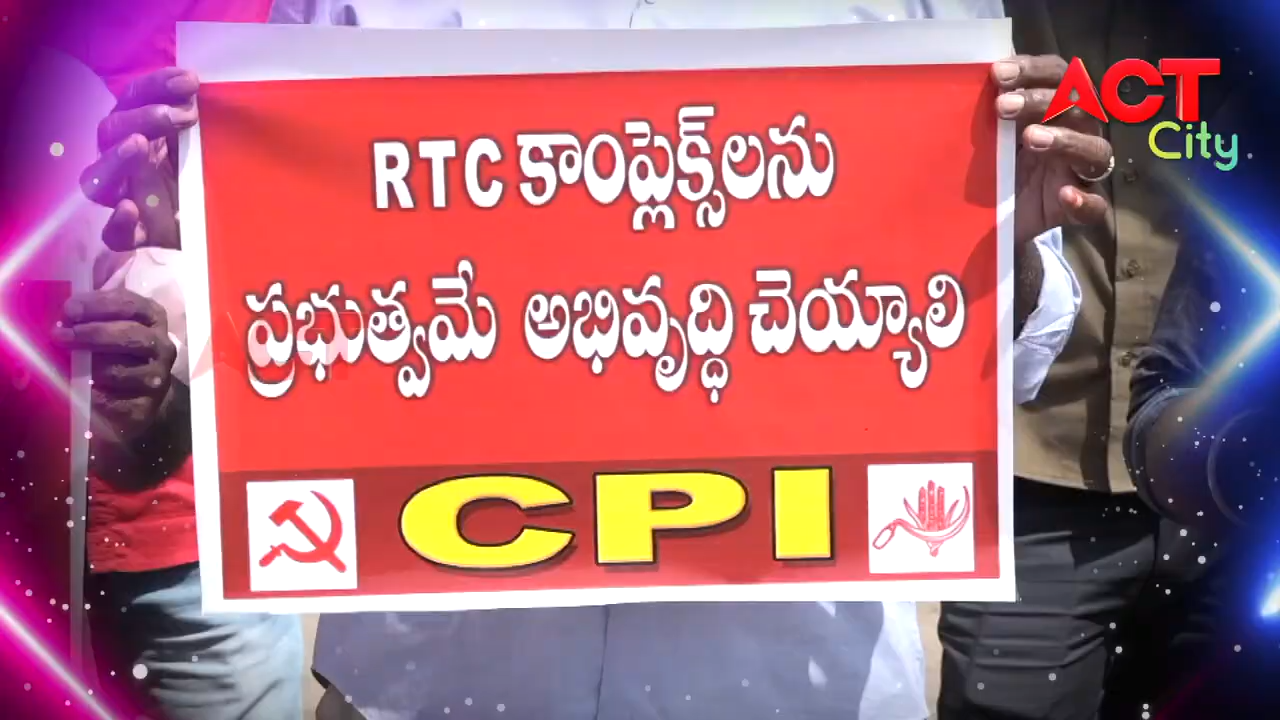 ACT
City
RTC కాంప్లెక్స్‌లను
ప్రభుత్వమే అభివృద్ధి చెయ్యాలి
CPI